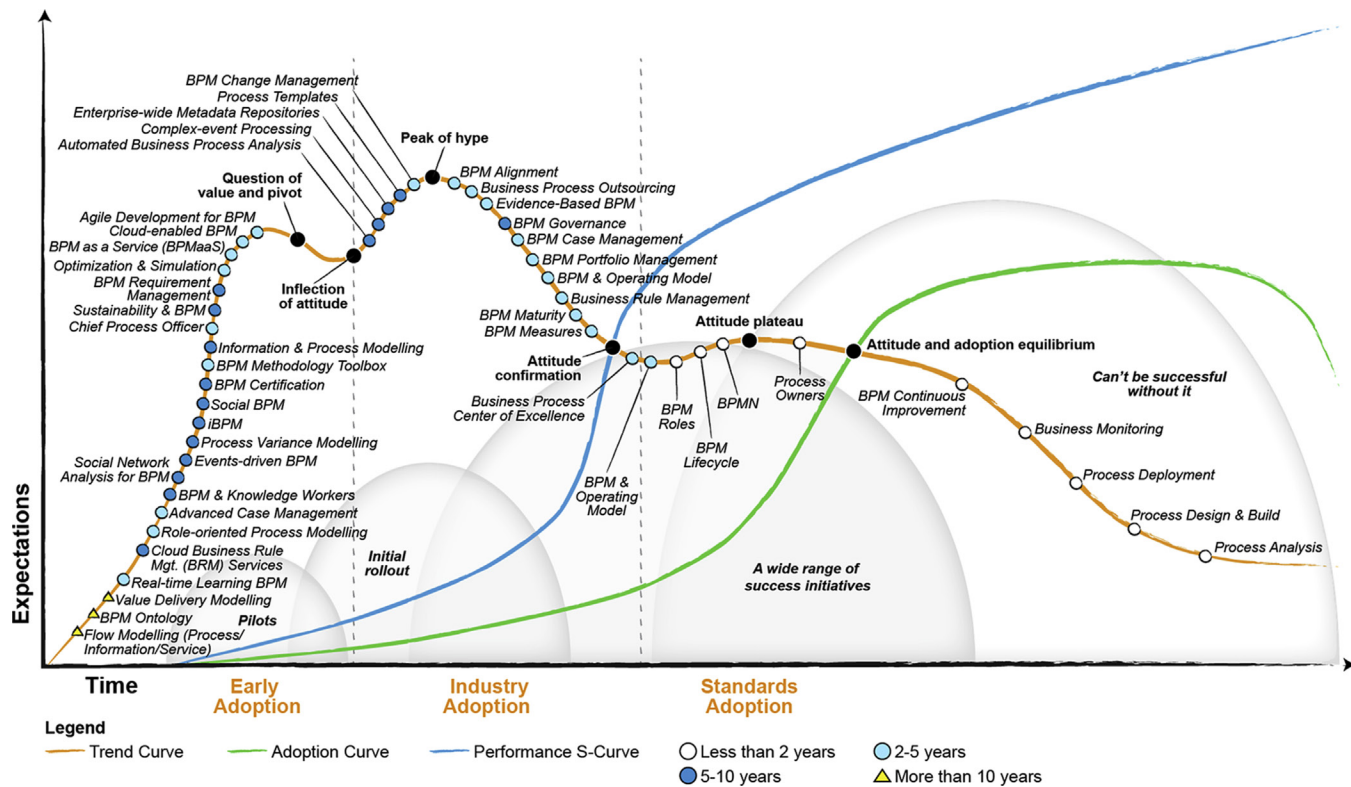 BPM Change Management
Process Templates
Enterprise-wide Metadata Repositories
Complex-event Processing
Automated Business Process Analysis
Peak of hype
Question of
value and pivot
Inflection
of attitude
Agile Development for BPM
Cloud-enabled BPM
BPM as a Service (BPMaaS)
Optimization & Simulation
BPM Requirement
Management
Sustainability & BPM
Chief Process Officer
Information & Process Modelling
BPM Methodology Toolbox
BPM Certification
Social BPM
iBPM
Process Variance Modelling
Events-driven BPM
Social Network
Analysis for BPM
BPM & Knowledge Workers
Advanced Case Management
Role-oriented Process Modelling
Cloud Business Rule
Mgt. (BRM) Services
Real-time Learning BPM
Value Delivery Modelling
BPM Ontology
Flow Modelling (Process/
Information/Service)
BPM Alignment
Business Process Outsourcing
Evidence-Based BPM
BPM Governance
BPM Case Management
BPM Portfolio Management
BPM & Operating Model
Business Rule Management
BPM Maturity
BPM Measures
Attitude
confirmation
Business Process
Center of Excellence
BPM &
Operating
Model
BPM
Roles
BPM
Lifecycle
BPMN
Attitude plateau
Process
Owners
Attitude and adoption equilibrium
BPM Continuous
Improvement
Can't be successful
without it
Business Monitoring
Process Deployment
Process Design & Build
Process Analysis
Pilots
Initial
rollout
A wide range of
success initiatives
Expectations
Time
Early
Adoption
Industry
Adoption
Standards
Adoption
Legend
Trend Curve
Adoption Curve
Performance S-Curve
Less than 2 years
2-5 years
5-10 years
More than 10 years